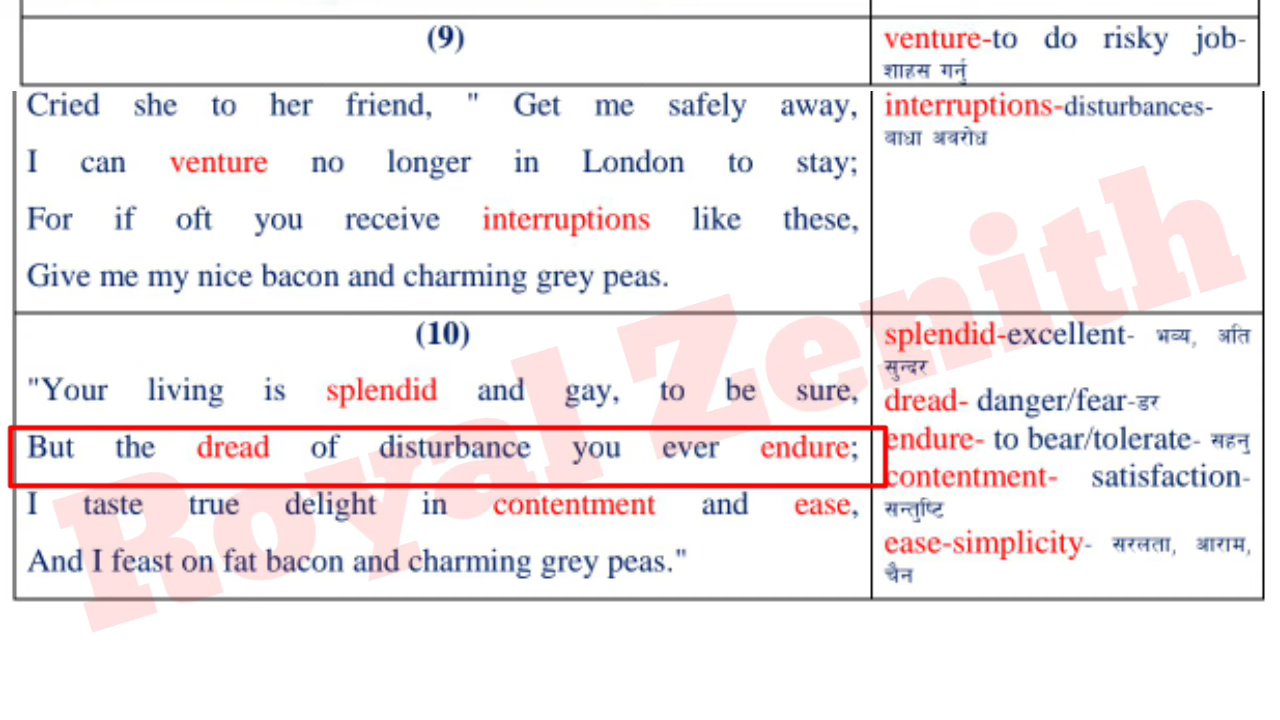 (9)
venture-to do risky job-
शाहस गर्नु
Cried she to her friend, " Get me safely away,
I can venture no longer in London to stay;
For if oft you receive interruptions like these,
Give me my nice bacon and charming grey peas.
interruptions-disturbances-
वाधा अवरोध
(10)
"Your living is splendid and gay, to be sure,
But the dread of disturbance you ever endure;
I taste true delight in contentment and ease,
And I feast on fat bacon and charming grey peas."
splendid-excellent- भव्य, अति
सुन्दर
dread- danger/fear-डर
endure- to bear/tolerate- सहनु
contentment- satisfaction-
सन्तुष्टि
ease-simplicity- सरलता, आराम,
चैन
Royal Zenith